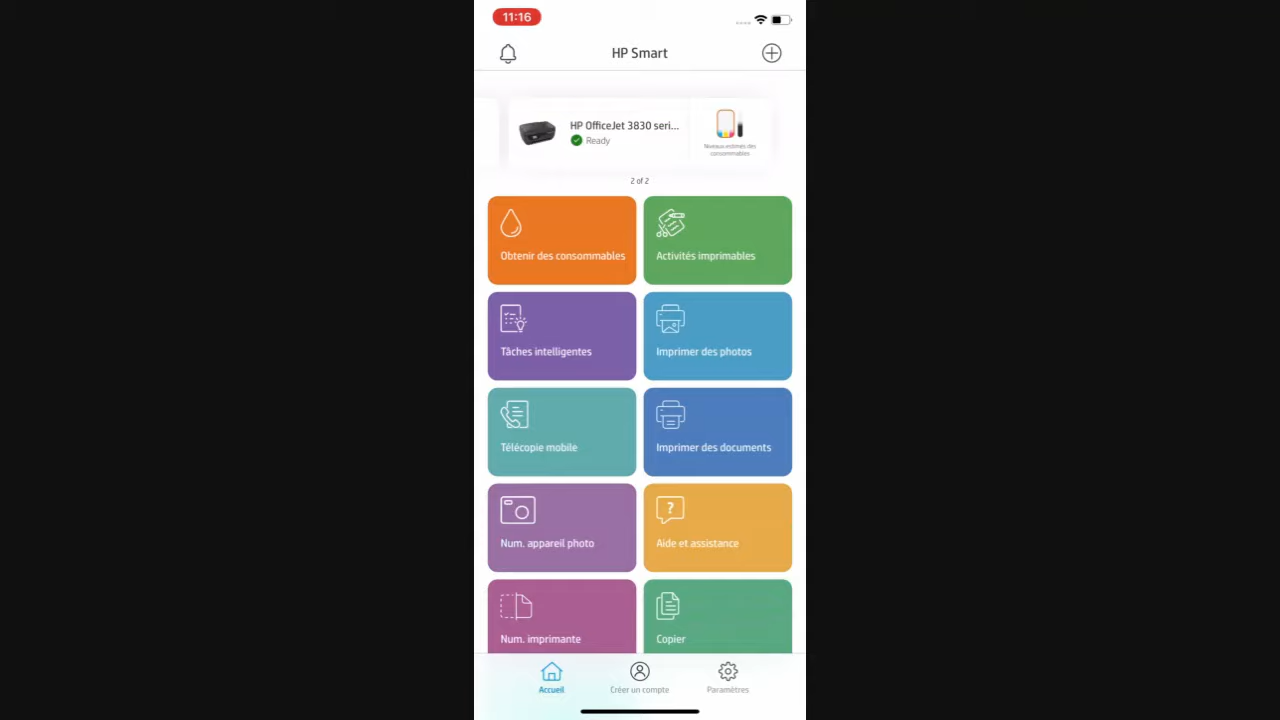 11:16
HP Smart
HP OfficeJet 3830 seri...
Ready
Niveaux estimés des
consommables
2 of 2
Obtenir des consommables
Activités imprimables
Tâches intelligentes
Imprimer des photos
Télécopie mobile
Imprimer des documents
Num. appareil photo
?
Aide et assistance
Num. imprimante
Copier
Accueil
Créer un compte
Paramètres